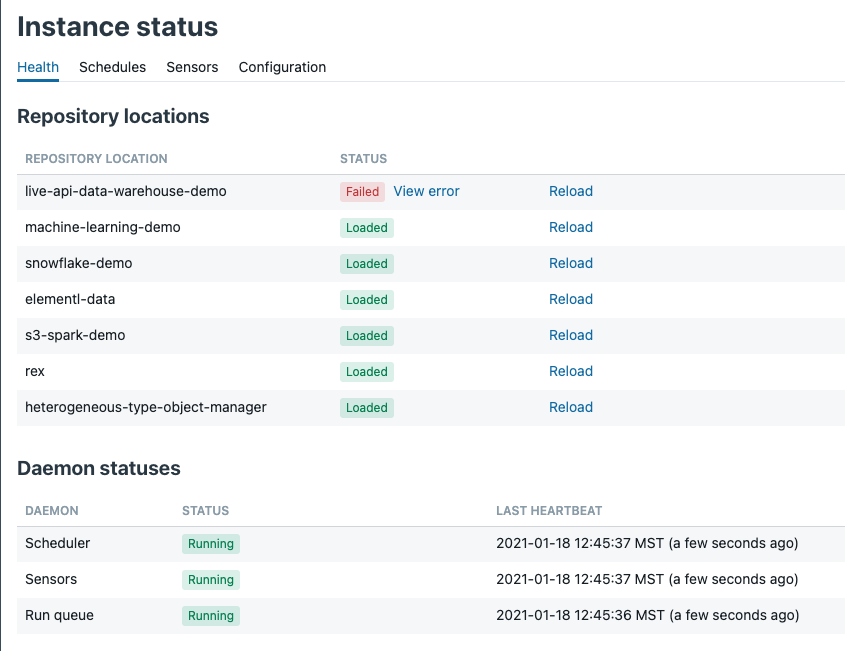 Instance status
Health Schedules Sensors Configuration
Repository locations
REPOSITORY LOCATION STATUS
live-api-data-warehouse-demo Failed View error Reload
machine-learning-demo Loaded Reload
snowflake-demo Loaded Reload
elementl-data Loaded Reload
s3-spark-demo Loaded Reload
rex Loaded Reload
heterogeneous-type-object-manager Loaded Reload
Daemon statuses
DAEMON STATUS LAST HEARTBEAT
Scheduler Running 2021-01-18 12:45:37 MST (a few seconds ago)
Sensors Running 2021-01-18 12:45:37 MST (a few seconds ago)
Run queue Running 2021-01-18 12:45:36 MST (a few seconds ago)